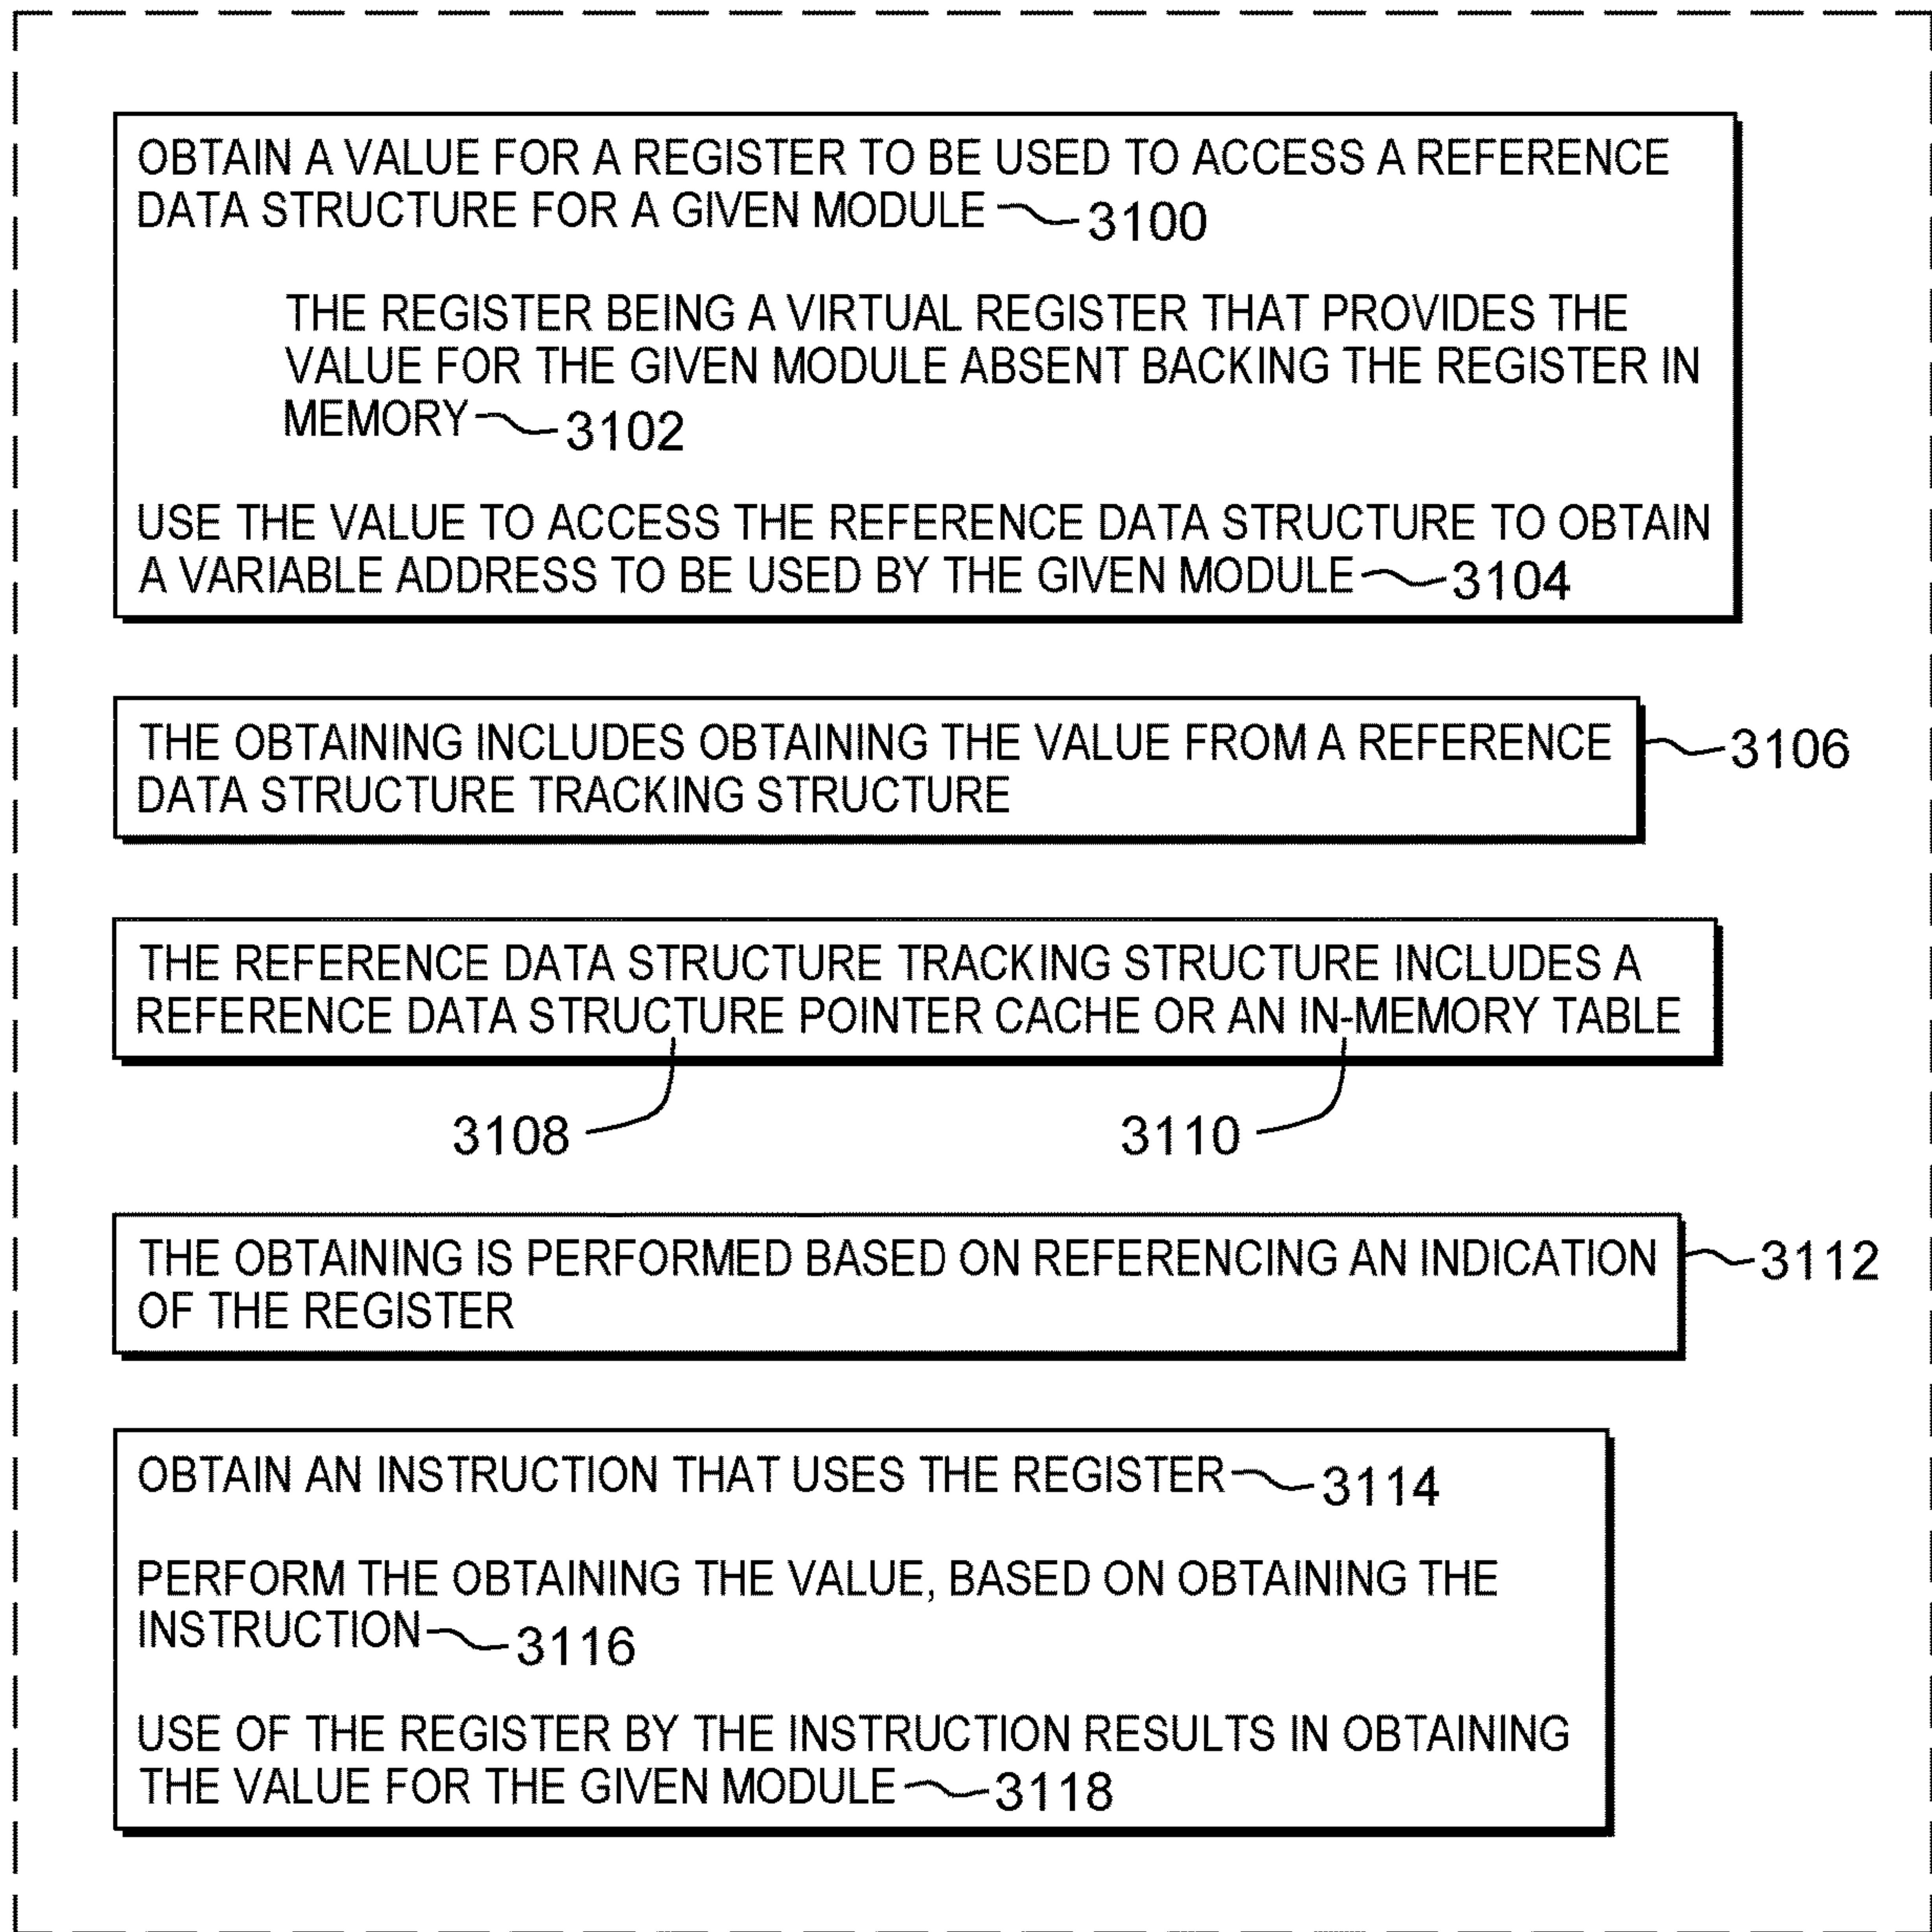 OBTAIN A VALUE FOR A REGISTER TO BE USED TO ACCESS A REFERENCE
DATA STRUCTURE FOR A GIVEN MODULE 3100
THE REGISTER BEING A VIRTUAL REGISTER THAT PROVIDES THE
VALUE FOR THE GIVEN MODULE ABSENT BACKING THE REGISTER IN
MEMORY 3102
USE THE VALUE TO ACCESS THE REFERENCE DATA STRUCTURE TO OBTAIN
A VARIABLE ADDRESS TO BE USED BY THE GIVEN MODULE 3104
THE OBTAINING INCLUDES OBTAINING THE VALUE FROM A REFERENCE 3106
DATA STRUCTURE TRACKING STRUCTURE
THE REFERENCE DATA STRUCTURE TRACKING STRUCTURE INCLUDES A
REFERENCE DATA STRUCTURE POINTER CACHE OR AN IN-MEMORY TABLE
3108 3110
THE OBTAINING IS PERFORMED BASED ON REFERENCING AN INDICATION 3112
OF THE REGISTER
OBTAIN AN INSTRUCTION THAT USES THE REGISTER 3114
PERFORM THE OBTAINING THE VALUE, BASED ON OBTAINING THE
INSTRUCTION 3116
USE OF THE REGISTER BY THE INSTRUCTION RESULTS IN OBTAINING
THE VALUE FOR THE GIVEN MODULE 3118